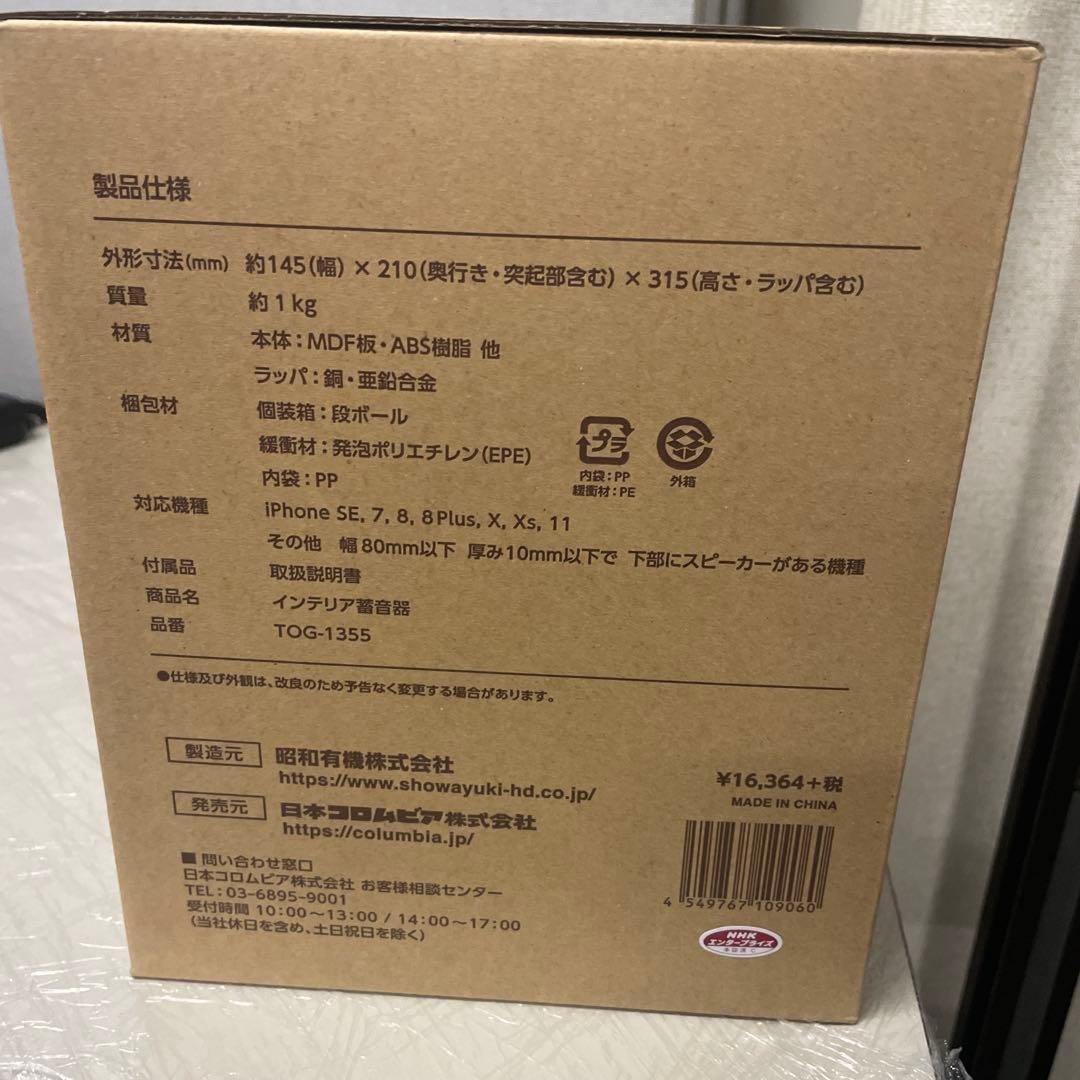 製品仕様
外形寸法(mm) 約145(幅) × 210(奥行き・突起部含む) × 315(高さ・ラッパ含む)
質量 約1kg
材質 本体：MDF板・ABS樹脂 他
ラッパ：銅・亜鉛合金
梱包材 個装箱：段ボール
緩衝材：発泡ポリエチレン(EPE)
内袋：PP
プラ
内袋：PP
緩衝材：PE
外箱
対応機種 iPhone SE, 7, 8, 8Plus, X, Xs, 11
その他 幅80mm以下 厚み10mm以下で 下部にスピーカーがある機種
付属品 取扱説明書
商品名 インテリア蓄音器
品番 TOG-1355
●仕様及び外観は、改良のため予告なく変更する場合があります。
製造元 昭和有機株式会社
https://www.showayuki-hd.co.jp/
発売元 日本コロムビア株式会社
https://columbia.jp/
■ 問い合わせ窓口
日本コロムビア株式会社 お客様相談センター
TEL：03-6895-9001
受付時間 10:00～13:00 / 14:00～17:00
(当社休日を含め、土日祝日を除く)
¥16,364+税
MADE IN CHINA
4 549767 109060
NHK
エンタープライズ